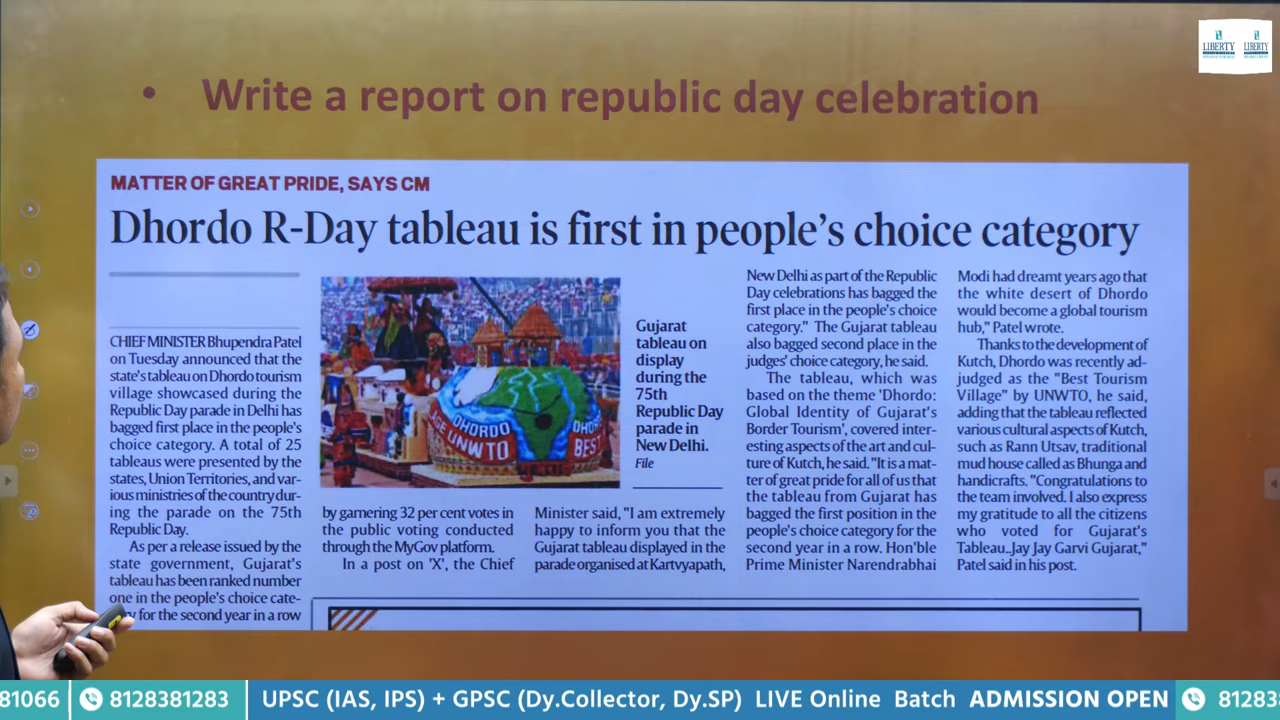 LIBERTY LIBERTY
• Write a report on republic day celebration
MATTER OF GREAT PRIDE, SAYS CM
Dhordo R-Day tableau is first in people's choice category
CHIEF MINISTER Bhupendra Patel
on Tuesday announced that the
state's tableau on Dhordo tourism
village showcased during the
Republic Day parade in Delhi has
bagged first place in the people's
choice category. A total of 25
tableaus were presented by the
states, Union Territories, and var-
ious ministries of the country dur-
ing the parade on the 75th
Republic Day.
As per a release issued by the
state government, Gujarat's
tableau has been ranked number
one in the people's choice cate-
for the second year in a row
DHORDO
UNWTO
BEST
Gujarat
tableau on
display
during the
75th
Republic Day
parade in
New Delhi.
File
by garnering 32 per cent votes in
the public voting conducted
through the MyGov platform.
In a post on 'X', the Chief
Minister said, "I am extremely
happy to inform you that the
Gujarat tableau displayed in the
parade organised at Kartvyapath,
New Delhi as part of the Republic
Day celebrations has bagged the
first place in the people's choice
category." The Gujarat tableau
also bagged second place in the
judges' choice category, he said.
The tableau, which was
based on the theme 'Dhordo:
Global Identity of Gujarat's
Border Tourism', covered inter-
esting aspects of the art and cul-
ture of Kutch, he said. "It is a mat-
ter of great pride for all of us that
the tableau from Gujarat has
bagged the first position in the
people's choice category for the
second year in a row. Hon'ble
Prime Minister Narendrabhai
Modi had dreamt years ago that
the white desert of Dhordo
would become a global tourism
hub," Patel wrote.
Thanks to the development of
Kutch, Dhordo was recently ad-
judged as the "Best Tourism
Village" by UNWTO, he said,
adding that the tableau reflected
various cultural aspects of Kutch,
such as Rann Utsav, traditional
mud house called as Bhunga and
handicrafts. "Congratulations to
the team involved. I also express
my gratitude to all the citizens
who voted for Gujarat's
Tableau..Jay Jay Garvi Gujarat,"
Patel said in his post.
81066 8128381283 UPSC (IAS, IPS) + GPSC (Dy.Collector, Dy.SP) LIVE Online Batch ADMISSION OPEN 81283